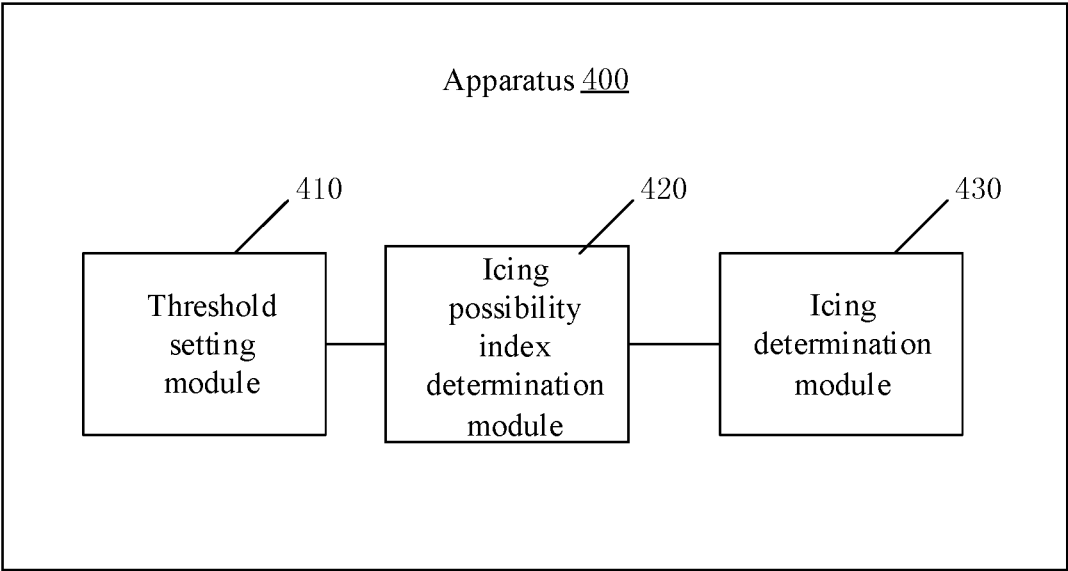 Apparatus 400
410
420
430
Threshold
setting
module
Icing
possibility
index
determination
module
Icing
determination
module